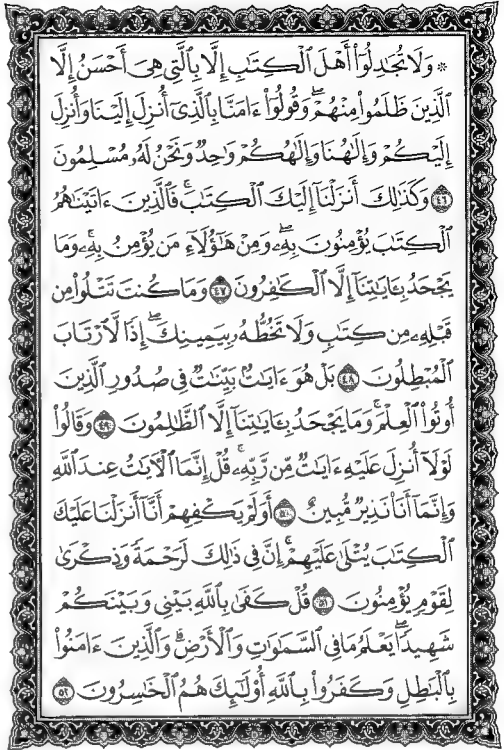 * وَلَا تُجَٰدِلُوٓاْ أَهۡلَ ٱلۡكِتَٰبِ إِلَّا بِٱلَّتِي هِيَ أَحۡسَنُ إِلَّا
ٱلَّذِينَ ظَلَمُواْ مِنۡهُمۡۖ وَقُولُوٓاْ ءَامَنَّا بِٱلَّذِيٓ أُنزِلَ إِلَيۡنَا وَأُنزِلَ
إِلَيۡكُمۡ وَإِلَٰهُنَا وَإِلَٰهُكُمۡ وَٰحِدٞ وَنَحۡنُ لَهُۥ مُسۡلِمُونَ
٤٦ وَكَذَٰلِكَ أَنزَلۡنَآ إِلَيۡكَ ٱلۡكِتَٰبَۚ فَٱلَّذِينَ ءَاتَيۡنَٰهُمُ
ٱلۡكِتَٰبَ يُؤۡمِنُونَ بِهِۦۖ وَمِنۡ هَٰٓؤُلَآءِ مَن يُؤۡمِنُ بِهِۦۚ وَمَا
يَجۡحَدُ بِـَٔايَٰتِنَآ إِلَّا ٱلۡكَٰفِرُونَ ٤٧ وَمَا كُنتَ تَتۡلُواْ مِن
قَبۡلِهِۦ مِن كِتَٰبٖ وَلَا تَخُطُّهُۥ بِيَمِينِكَۖ إِذٗا لَّٱرۡتَابَ
ٱلۡمُبۡطِلُونَ ٤٨ بَلۡ هُوَ ءَايَٰتُۢ بَيِّنَٰتٞ فِي صُدُورِ ٱلَّذِينَ
أُوتُواْ ٱلۡعِلۡمَۚ وَمَا يَجۡحَدُ بِـَٔايَٰتِنَآ إِلَّا ٱلظَّٰلِمُونَ ٤٩ وَقَالُواْ
لَوۡلَآ أُنزِلَ عَلَيۡهِ ءَايَٰتٞ مِّن رَّبِّهِۦۚ قُلۡ إِنَّمَا ٱلۡأٓيَٰتُ عِندَ ٱللَّهِ
وَإِنَّمَآ أَنَا۠ نَذِيرٞ مُّبِينٌ ٥٠ أَوَلَمۡ يَكۡفِهِمۡ أَنَّآ أَنزَلۡنَا عَلَيۡكَ
ٱلۡكِتَٰبَ يُتۡلَىٰ عَلَيۡهِمۡۚ إِنَّ فِي ذَٰلِكَ لَرَحۡمَةٗ وَذِكۡرَىٰ
لِقَوۡمٖ يُؤۡمِنُونَ ٥١ قُلۡ كَفَىٰ بِٱللَّهِ بَيۡنِي وَبَيۡنَكُمۡ
شَهِيدٗاۖ يَعۡلَمُ مَا فِي ٱلسَّمَٰوَٰتِ وَٱلۡأَرۡضِۗ وَٱلَّذِينَ ءَامَنُواْ
بِٱلۡبَٰطِلِ وَكَفَرُواْ بِٱللَّهِ أُوْلَٰٓئِكَ هُمُ ٱلۡخَٰسِرُونَ ٥٢